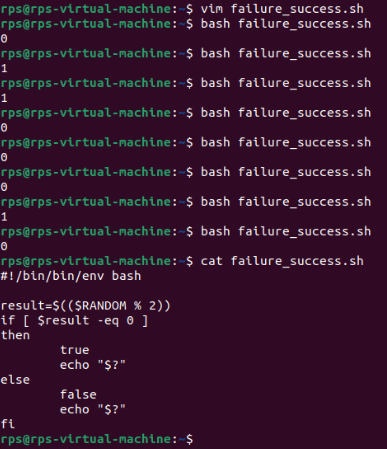 rps@rps-virtual-machine:~$ vim failure_success.sh
rps@rps-virtual-machine:~$ bash failure_success.sh
0
rps@rps-virtual-machine:~$ bash failure_success.sh
1
rps@rps-virtual-machine:~$ bash failure_success.sh
1
rps@rps-virtual-machine:~$ bash failure_success.sh
0
rps@rps-virtual-machine:~$ bash failure_success.sh
0
rps@rps-virtual-machine:~$ bash failure_success.sh
0
rps@rps-virtual-machine:~$ bash failure_success.sh
1
rps@rps-virtual-machine:~$ bash failure_success.sh
0
rps@rps-virtual-machine:~$ cat failure_success.sh
#!/bin/bin/env bash

result=$(($RANDOM % 2))
if [ $result -eq 0 ]
then
        true
        echo "$?"
else
        false
        echo "$?"
fi
rps@rps-virtual-machine:~$